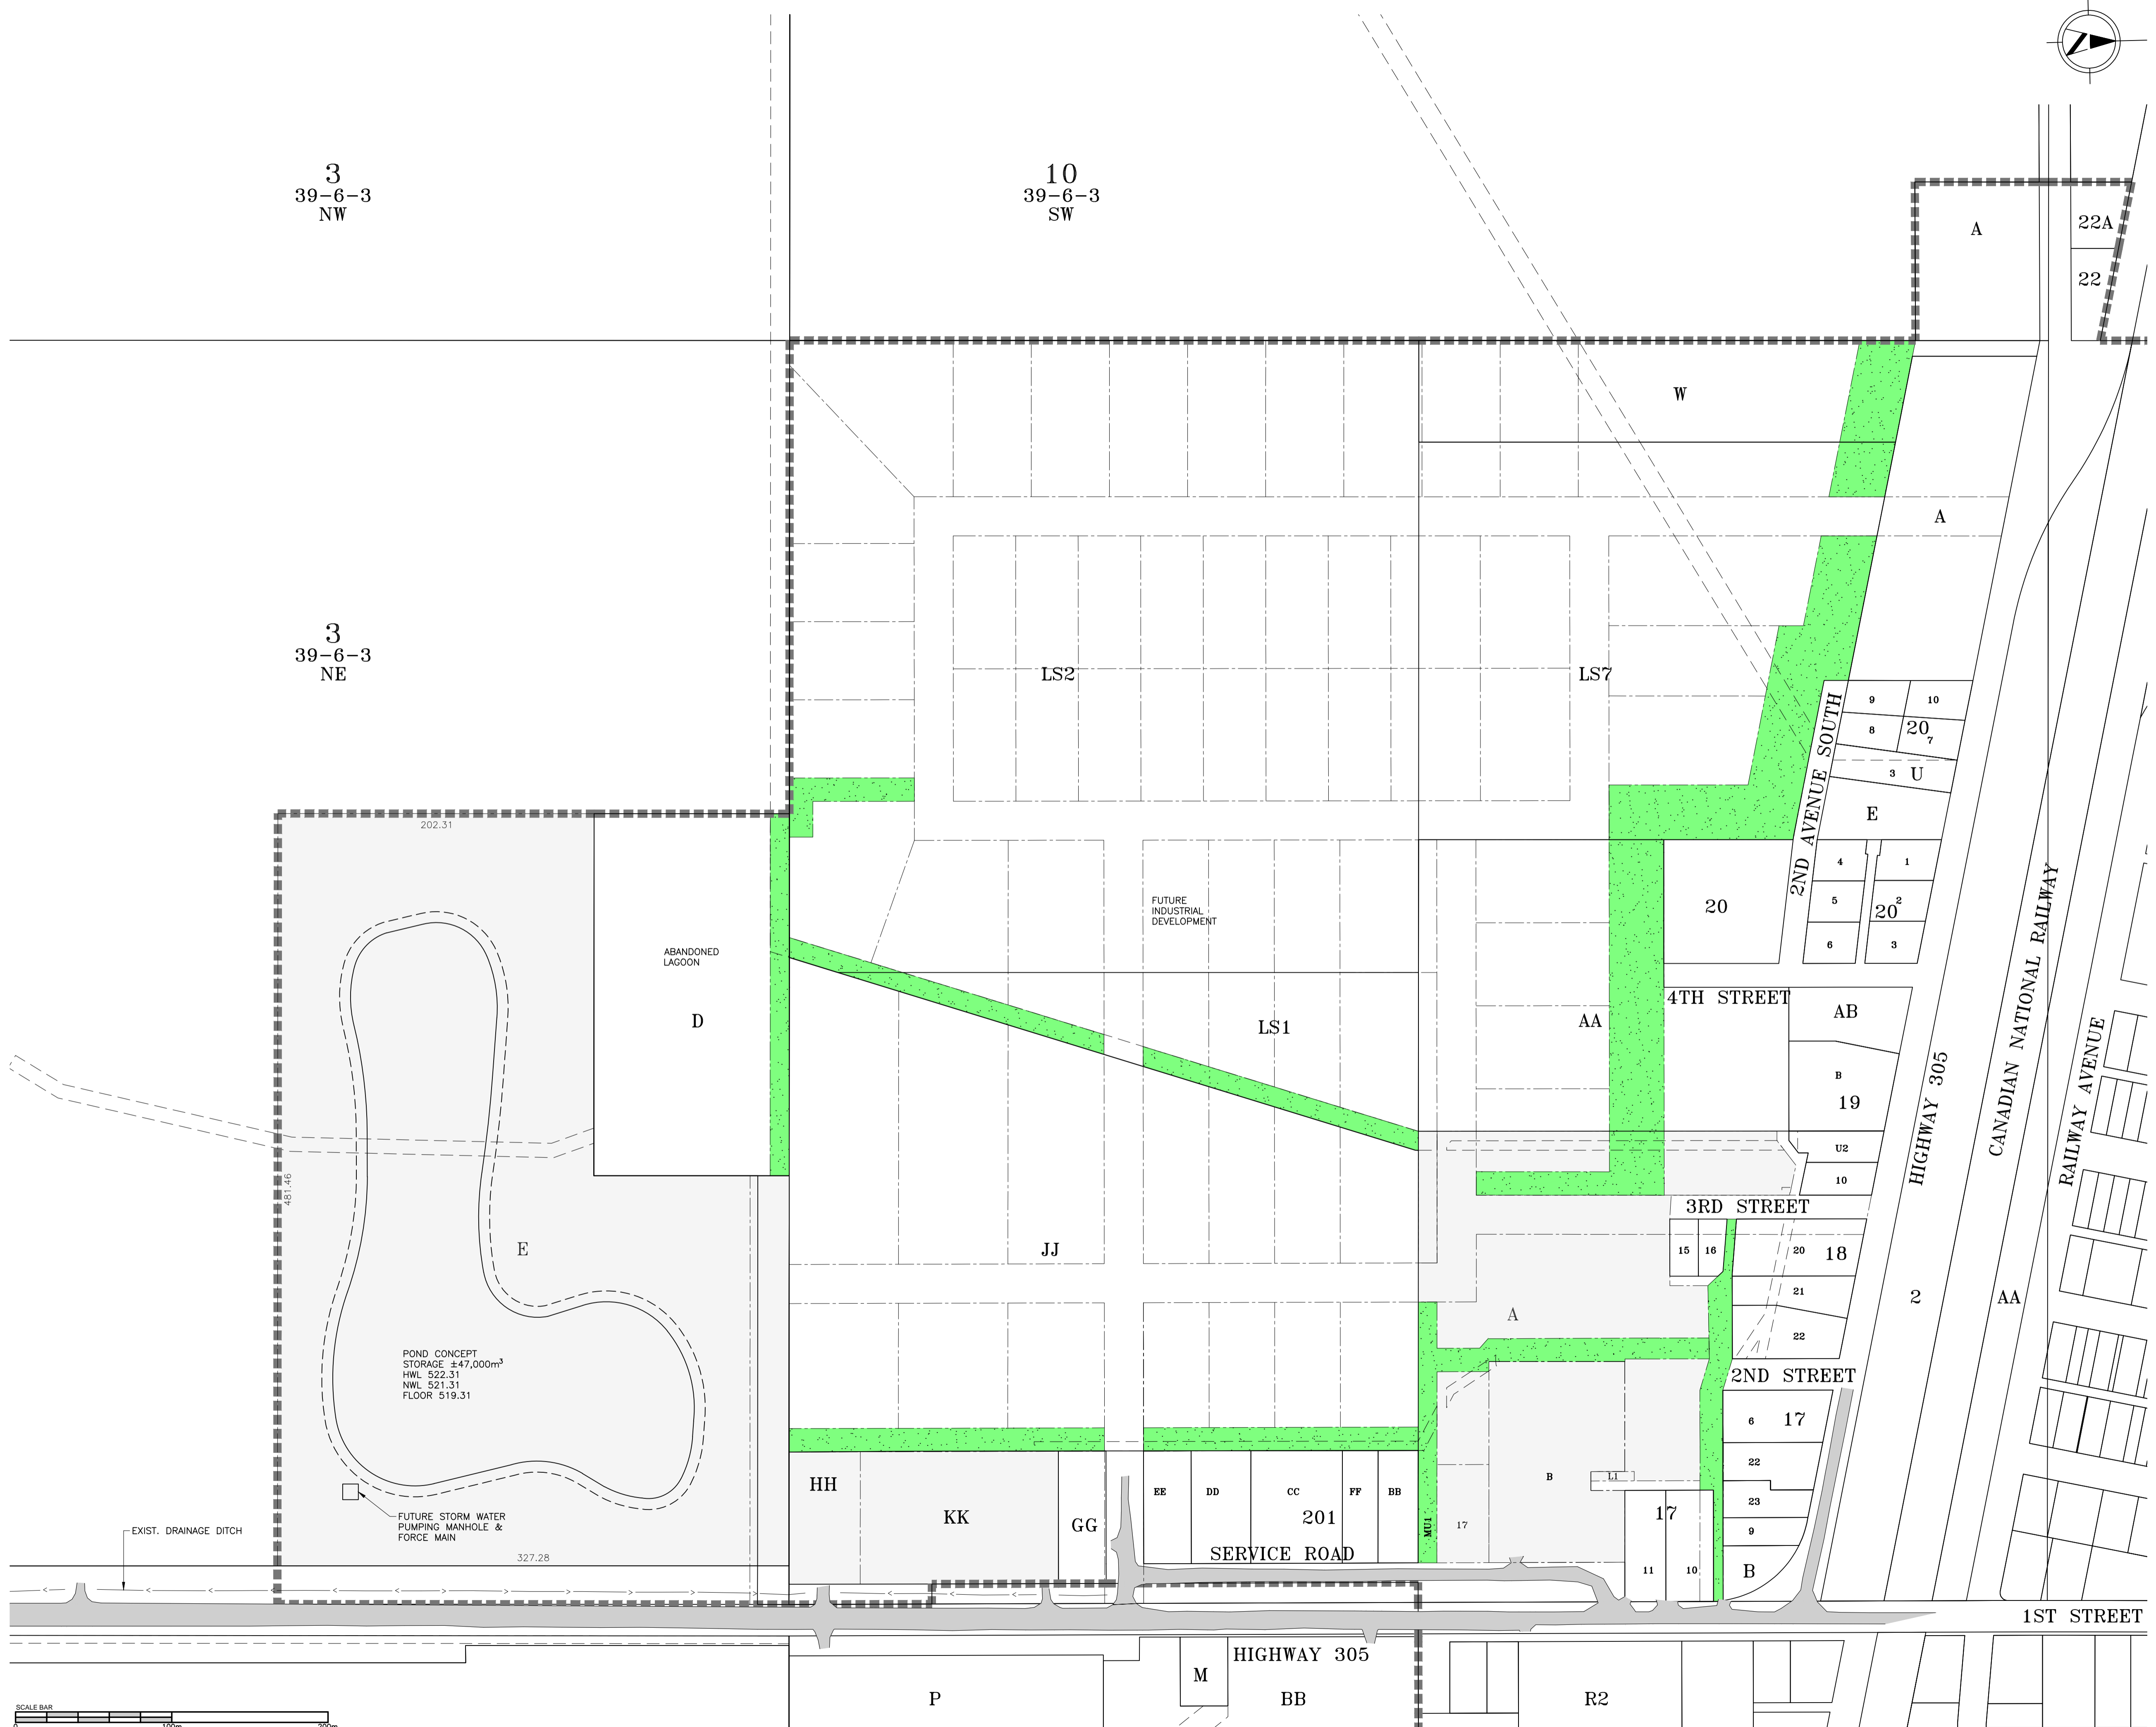 3
39-6-3
NW
10
39-6-3
SW
A
22A
22
W
A
3
39-6-3
NE
LS2
LS7
2ND AVENUE SOUTH
9
10
8
20
7
3
U
E
202.31
4
1
5
2
20
6
3
20
FUTURE
INDUSTRIAL
DEVELOPMENT
ABANDONED
LAGOON
D
LS1
AA
4TH STREET
AB
B
19
HIGHWAY 305
CANADIAN NATIONAL RAILWAY
RAILWAY AVENUE
U2
10
481.46
3RD STREET
E
JJ
15
16
20
18
21
22
A
2
AA
POND CONCEPT
STORAGE ±47,000m³
HWL 522.31
NWL 521.31
FLOOR 519.31
2ND STREET
6
17
22
23
9
B
HH
KK
GG
EE
DD
CC
FF
BB
201
MU1
17
B
L1
17
11
10
FUTURE STORM WATER
PUMPING MANHOLE &
FORCE MAIN
EXIST. DRAINAGE DITCH
327.28
SERVICE ROAD
1ST STREET
HIGHWAY 305
M
P
BB
R2
SCALE BAR
0
100m
200m